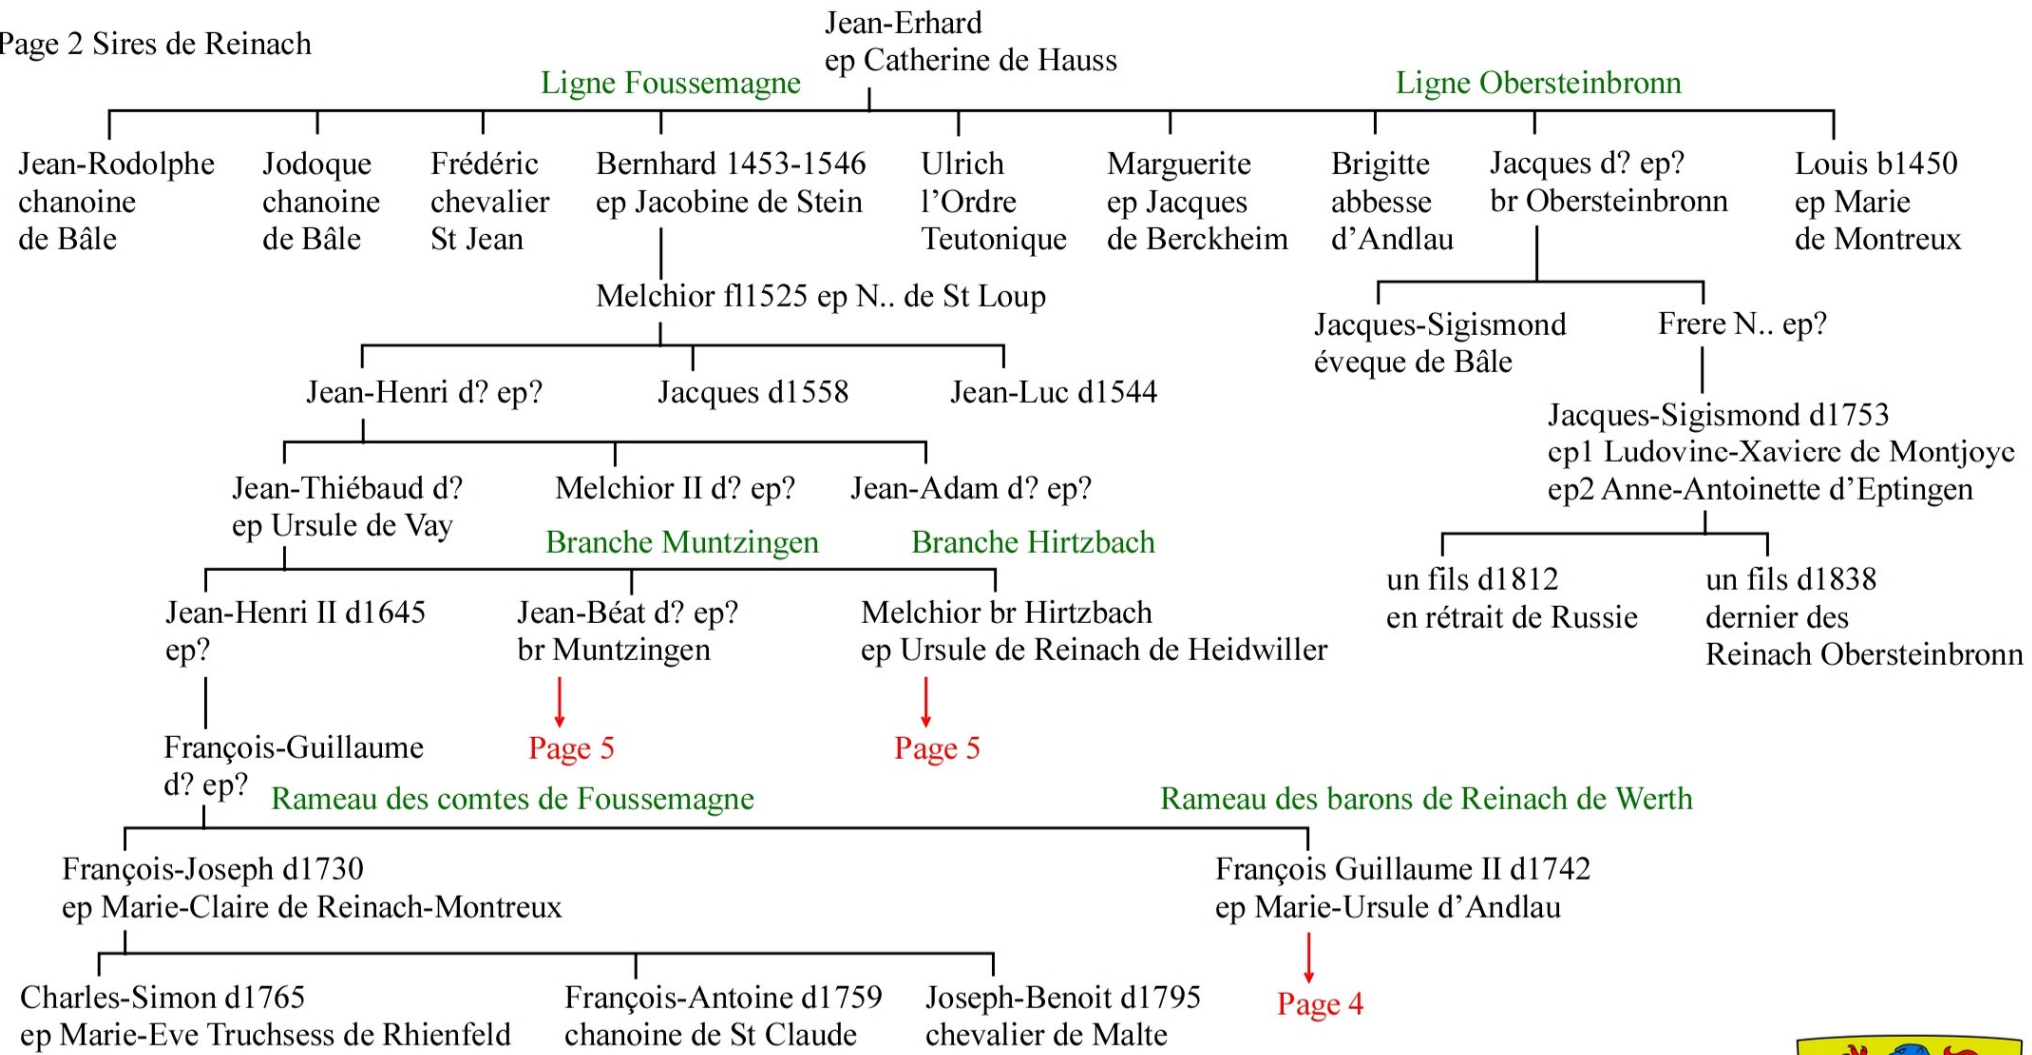 Page 2 Sires de Reinach
Jean-Erhard
ep Catherine de Hauss
Ligne Foussemagne
Ligne Obersteinbronn
Jean-Rodolphe
chanoine
de Bâle
Jodoque
chanoine
de Bâle
Frédéric
chevalier
St Jean
Bernhard 1453-1546
ep Jacobine de Stein
Ulrich
l’Ordre
Teutonique
Marguerite
ep Jacques
de Berckheim
Brigitte
abbesse
d’Andlau
Jacques d? ep?
br Obersteinbronn
Louis b1450
ep Marie
de Montreux
Melchior fl1525 ep N.. de St Loup
Jacques-Sigismond
éveque de Bâle
Frere N.. ep?
Jean-Henri d? ep?
Jacques d1558
Jean-Luc d1544
Jacques-Sigismond d1753
ep1 Ludovine-Xaviere de Montjoye
ep2 Anne-Antoinette d’Eptingen
Jean-Thiébaud d?
ep Ursule de Vay
Melchior II d? ep?
Jean-Adam d? ep?
Branche Muntzingen
Branche Hirtzbach
un fils d1812
en rétrait de Russie
un fils d1838
dernier des
Reinach Obersteinbronn
Jean-Henri II d1645
ep?
Jean-Béat d? ep?
br Muntzingen
Melchior br Hirtzbach
ep Ursule de Reinach de Heidwiller
François-Guillaume
d? ep?
Page 5
Page 5
Rameau des comtes de Foussemagne
Rameau des barons de Reinach de Werth
François-Joseph d1730
ep Marie-Claire de Reinach-Montreux
François Guillaume II d1742
ep Marie-Ursule d’Andlau
Charles-Simon d1765
ep Marie-Eve Truchsess de Rhienfeld
François-Antoine d1759
chanoine de St Claude
Joseph-Benoit d1795
chevalier de Malte
Page 4